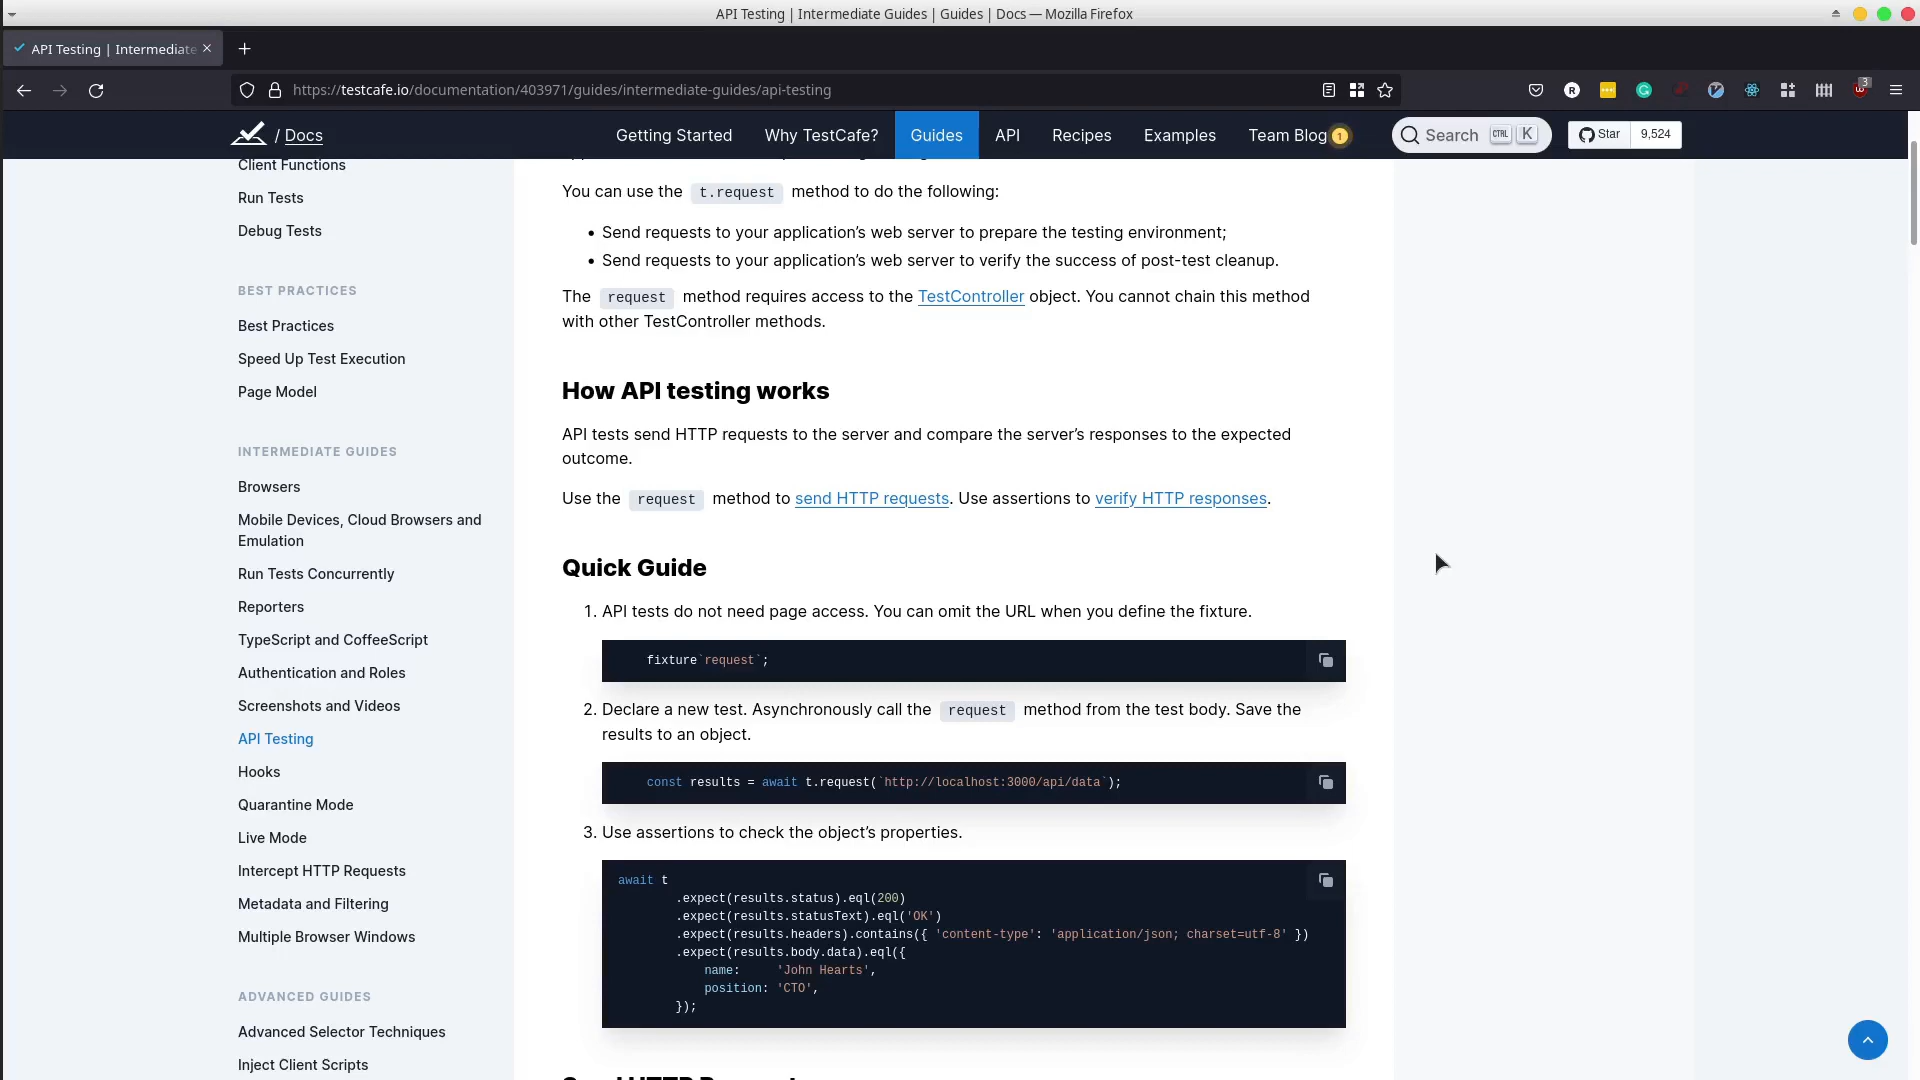 API Testing | Intermediate Guides | Guides | Docs — Mozilla Firefox
API Testing | Intermediate
https://testcafe.io/documentation/403971/guides/intermediate-guides/api-testing
3
/ Docs
Getting Started
Why TestCafe?
Guides
API
Recipes
Examples
Team Blog
1
Search
CTRL
K
Star
9,524
Client Functions
Run Tests
Debug Tests
BEST PRACTICES
Best Practices
Speed Up Test Execution
Page Model
INTERMEDIATE GUIDES
Browsers
Mobile Devices, Cloud Browsers and
Emulation
Run Tests Concurrently
Reporters
TypeScript and CoffeeScript
Authentication and Roles
Screenshots and Videos
API Testing
Hooks
Quarantine Mode
Live Mode
Intercept HTTP Requests
Metadata and Filtering
Multiple Browser Windows
ADVANCED GUIDES
Advanced Selector Techniques
Inject Client Scripts
You can use the t.request method to do the following:
• Send requests to your application’s web server to prepare the testing environment;
• Send requests to your application’s web server to verify the success of post-test cleanup.
The request method requires access to the TestController object. You cannot chain this method
with other TestController methods.
How API testing works
API tests send HTTP requests to the server and compare the server’s responses to the expected
outcome.
Use the request method to send HTTP requests. Use assertions to verify HTTP responses.
Quick Guide
1. API tests do not need page access. You can omit the URL when you define the fixture.
fixture`request`;
2. Declare a new test. Asynchronously call the request method from the test body. Save the
results to an object.
const results = await t.request(`http://localhost:3000/api/data`);
3. Use assertions to check the object’s properties.
await t
.expect(results.status).eql(200)
.expect(results.statusText).eql('OK')
.expect(results.headers).contains({ 'content-type': 'application/json; charset=utf-8' })
.expect(results.body.data).eql({
name: 'John Hearts',
position: 'CTO',
});